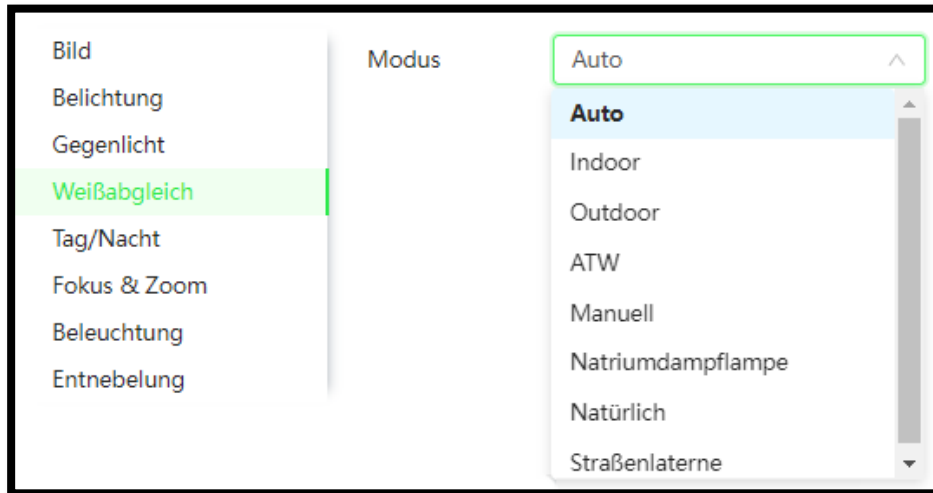 Bild
Belichtung
Gegenlicht
Weißabgleich
Tag/Nacht
Fokus & Zoom
Beleuchtung
Entnebelung
Modus
Auto
Auto
Indoor
Outdoor
ATW
Manuell
Natriumdampflampe
Natürlich
Straßenlaterne